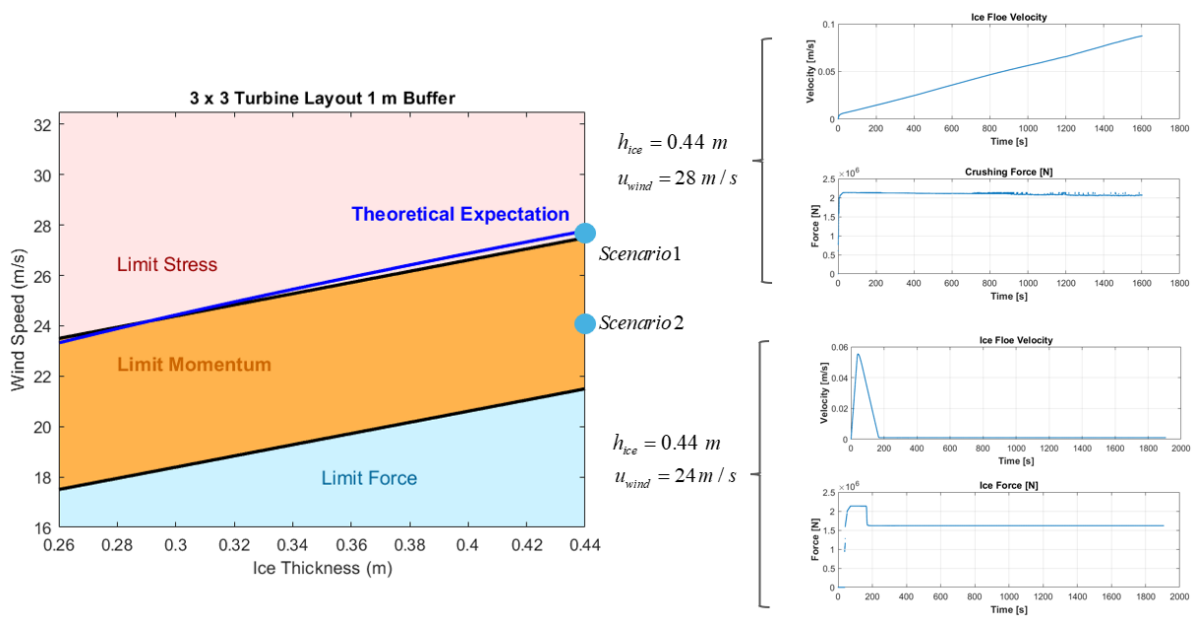 3 x 3 Turbine Layout 1 m Buffer
Wind Speed (m/s)
32
30
28
26
24
22
20
18
16
Theoretical Expectation
Limit Stress
Limit Momentum
Limit Force
0.26 0.28 0.3 0.32 0.34 0.36 0.38 0.4 0.42 0.44
Ice Thickness (m)
Scenario1
Scenario2
h_ice = 0.44 m
u_wind = 28 m / s
h_ice = 0.44 m
u_wind = 24 m / s
Ice Floe Velocity
Velocity [m/s]
0.1
0.05
0
0 200 400 600 800 1000 1200 1400 1600 1800
Time [s]
Crushing Force [N]
×10^6
Force [N]
2.5
2
1.5
1
0.5
0
0 200 400 600 800 1000 1200 1400 1600 1800
Time [s]
Ice Floe Velocity
Velocity [m/s]
0.06
0.04
0.02
0
0 200 400 600 800 1000 1200 1400 1600 1800 2000
Time [s]
Ice Force [N]
×10^6
Force [N]
2.5
2
1.5
1
0.5
0
0 200 400 600 800 1000 1200 1400 1600 1800 2000
Time [s]